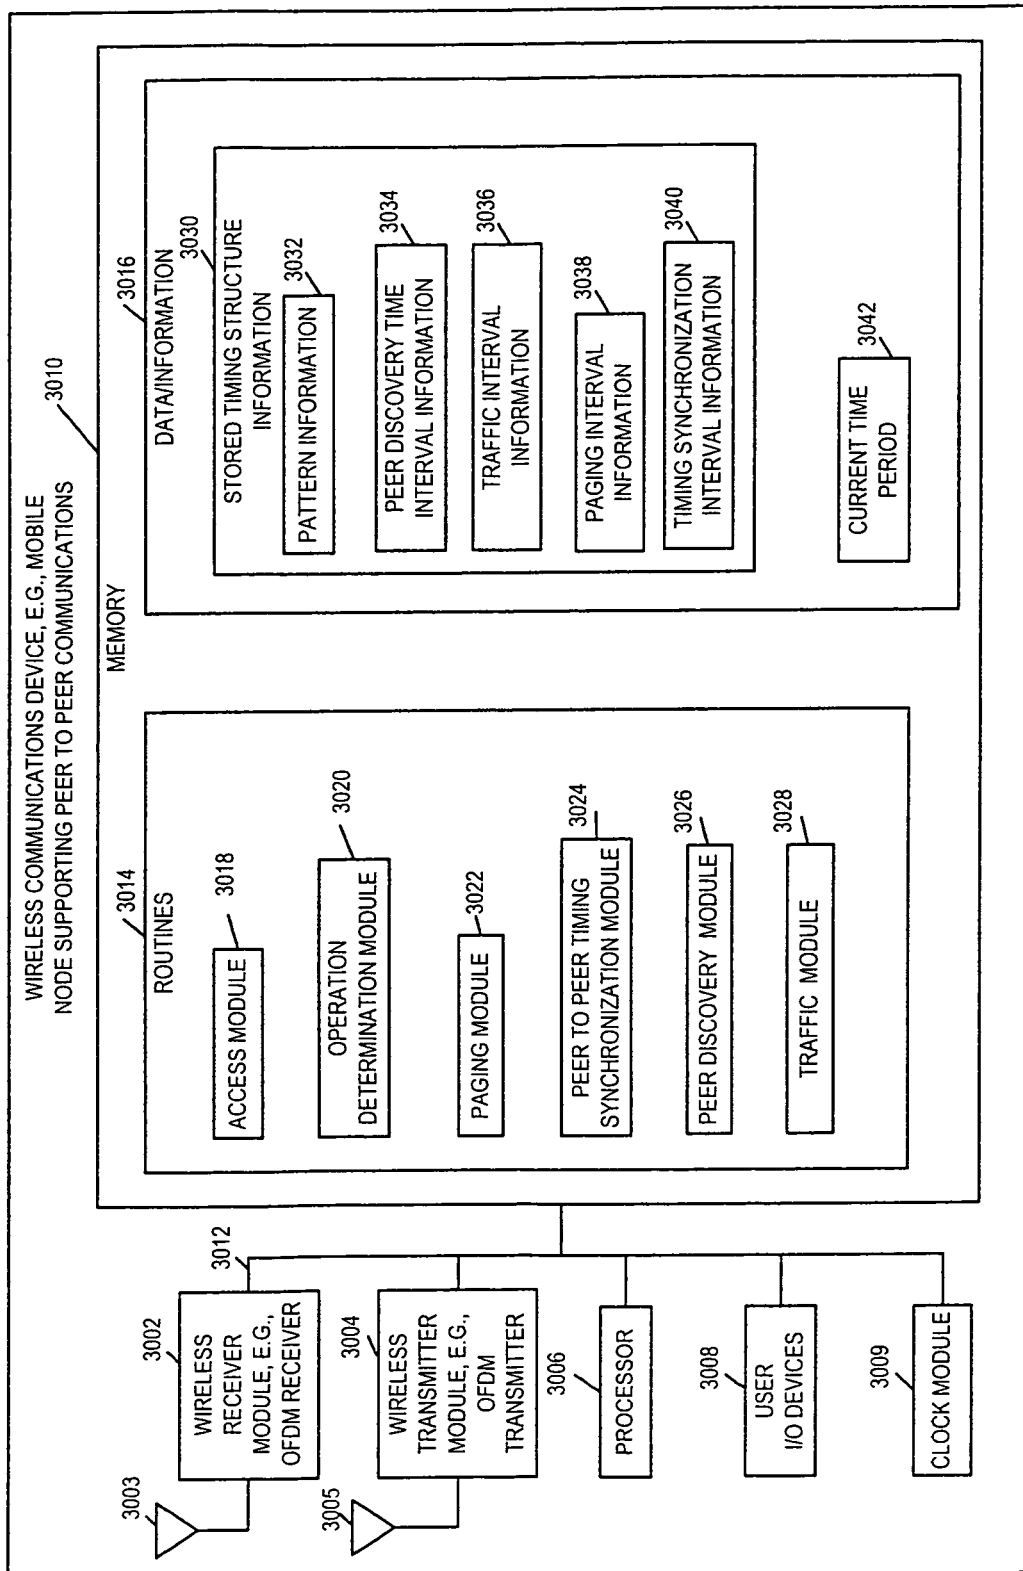 WIRELESS COMMUNICATIONS DEVICE, E.G., MOBILE
NODE SUPPORTING PEER TO PEER COMMUNICATIONS
3010
MEMORY
3003
3002
WIRELESS
RECEIVER
MODULE, E.G.,
OFDM RECEIVER
3012
3005
3004
WIRELESS
TRANSMITTER
MODULE, E.G.,
OFDM
TRANSMITTER
3006
PROCESSOR
3008
USER
I/O DEVICES
3009
CLOCK MODULE
3014
ROUTINES
3018
ACCESS MODULE
3020
OPERATION
DETERMINATION MODULE
3022
PAGING MODULE
3024
PEER TO PEER TIMING
SYNCHRONIZATION MODULE
3026
PEER DISCOVERY MODULE
3028
TRAFFIC MODULE
3016
DATA/INFORMATION
3030
STORED TIMING STRUCTURE
INFORMATION
3032
PATTERN INFORMATION
3034
PEER DISCOVERY TIME
INTERVAL INFORMATION
3036
TRAFFIC INTERVAL
INFORMATION
3038
PAGING INTERVAL
INFORMATION
3040
TIMING SYNCHRONIZATION
INTERVAL INFORMATION
3042
CURRENT TIME
PERIOD